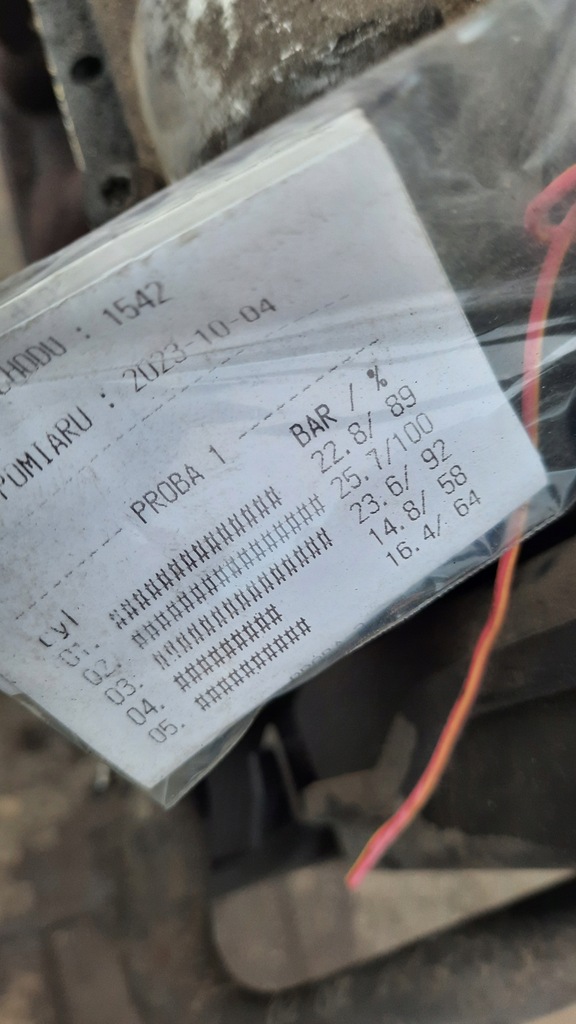 CHODU : 1542
POMIARU : 2023-10-04
PROBA 1
Cyl BAR / %
01. ############## 22.8/ 89
02. ################ 25.7/100
03. ############### 23.6/ 92
04. ######### 14.8/ 58
05. ########## 16.4/ 64